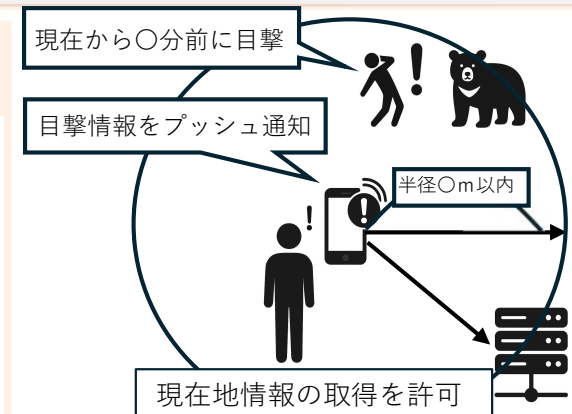 現在から〇分前に目撃
目撃情報をプッシュ通知
半径〇m以内
現在地情報の取得を許可